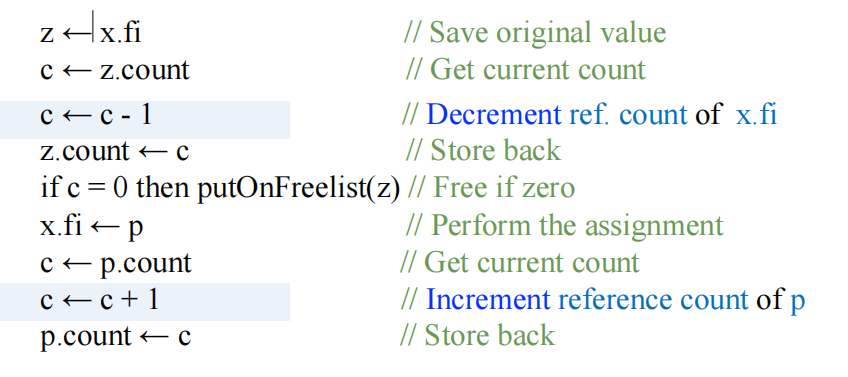 z ← x.fi // Save original value
c ← z.count // Get current count
c ← c - 1 // Decrement ref. count of x.fi
z.count ← c // Store back
if c = 0 then putOnFreelist(z) // Free if zero
x.fi ← p // Perform the assignment
c ← p.count // Get current count
c ← c + 1 // Increment reference count of p
p.count ← c // Store back